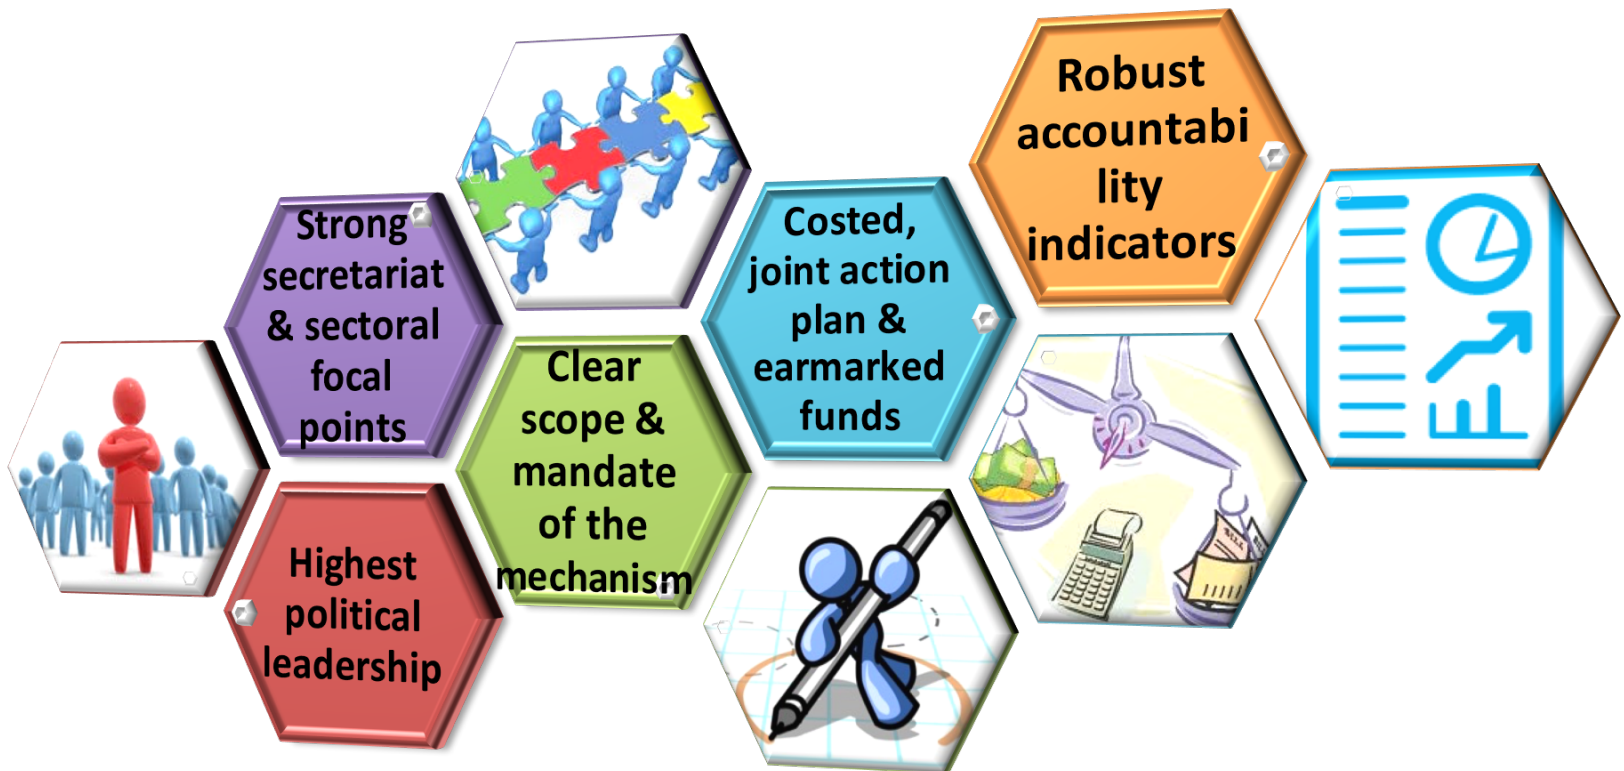 Highest
political
leadership
Strong
secretariat
& sectoral
focal
points
Clear
scope &
mandate
of the
mechanism
Costed,
joint action
plan &
earmarked
funds
Robust
accountabi
lity
indicators
BILL